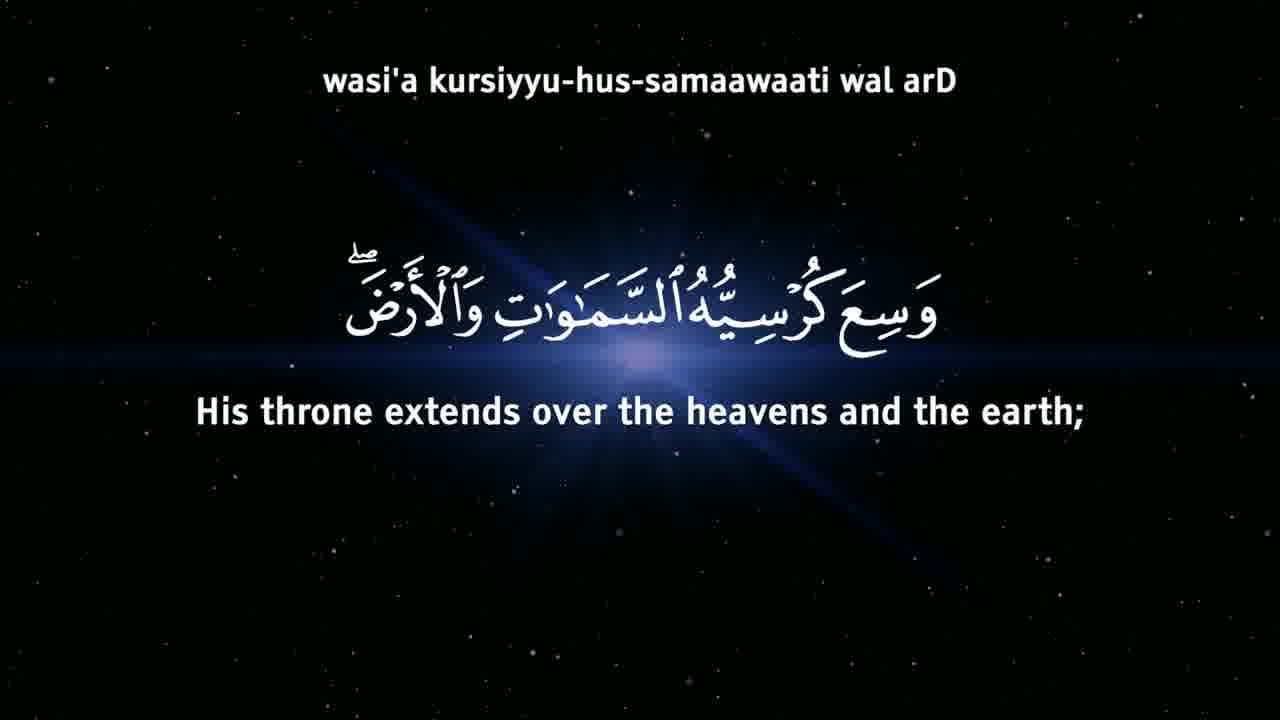 wasi'a kursiyyu-hus-samaawaati wal arD
وَسِعَ كُرْسِيُّهُ ٱلسَّمَٰوَٰتِ وَٱلْأَرْضَ ۖ
His throne extends over the heavens and the earth;